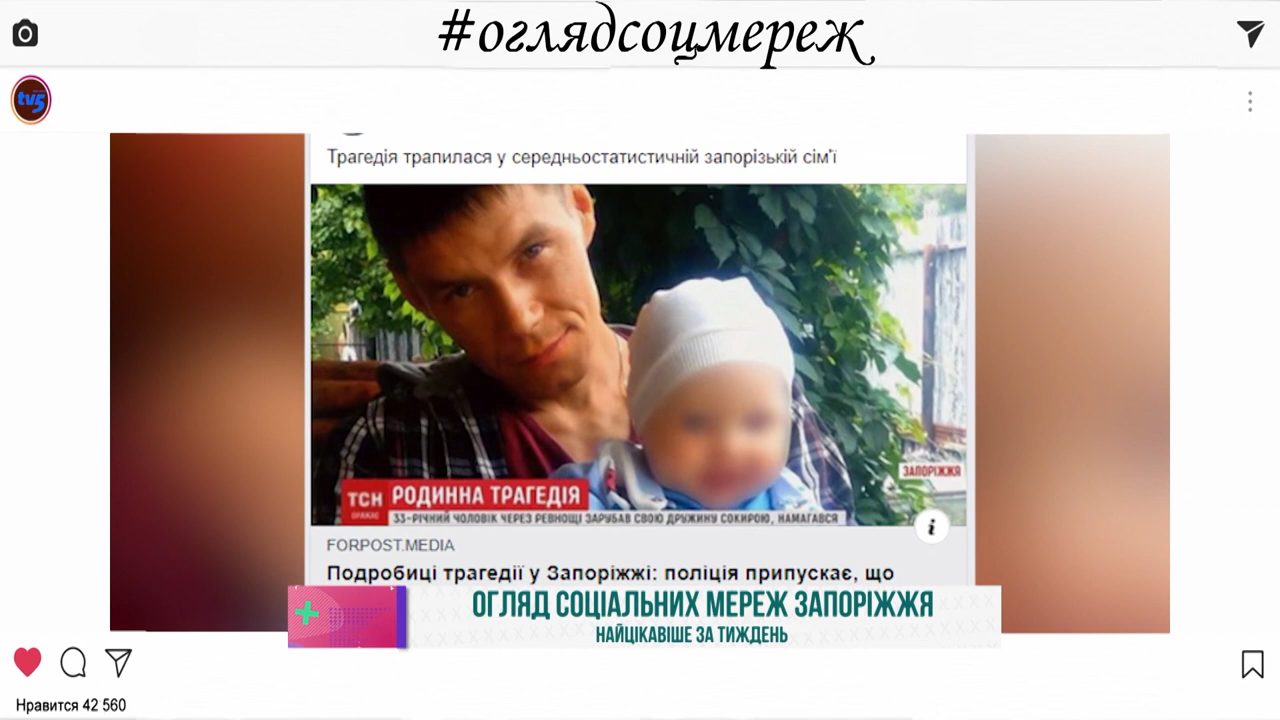 #оглядсоцмереж
tv5
Трагедія трапилася у середньостатистичній запорізькій сім'ї
ЗАПОРІЖЖЯ
ТСН РОДИННА ТРАГЕДІЯ
33-РІЧНИЙ ЧОЛОВІК ЧЕРЕЗ РЕВНОЩІ ЗАРУБАВ СВОЮ ДРУЖИНУ СОКИРОЮ, НАМАГАВСЯ
FORPOST.MEDIA
Подробиці трагедії у Запоріжжі: поліція припускає, що
ОГЛЯД СОЦІАЛЬНИХ МЕРЕЖ ЗАПОРІЖЖЯ
НАЙЦІКАВІШЕ ЗА ТИЖДЕНЬ
Нравится 42 560